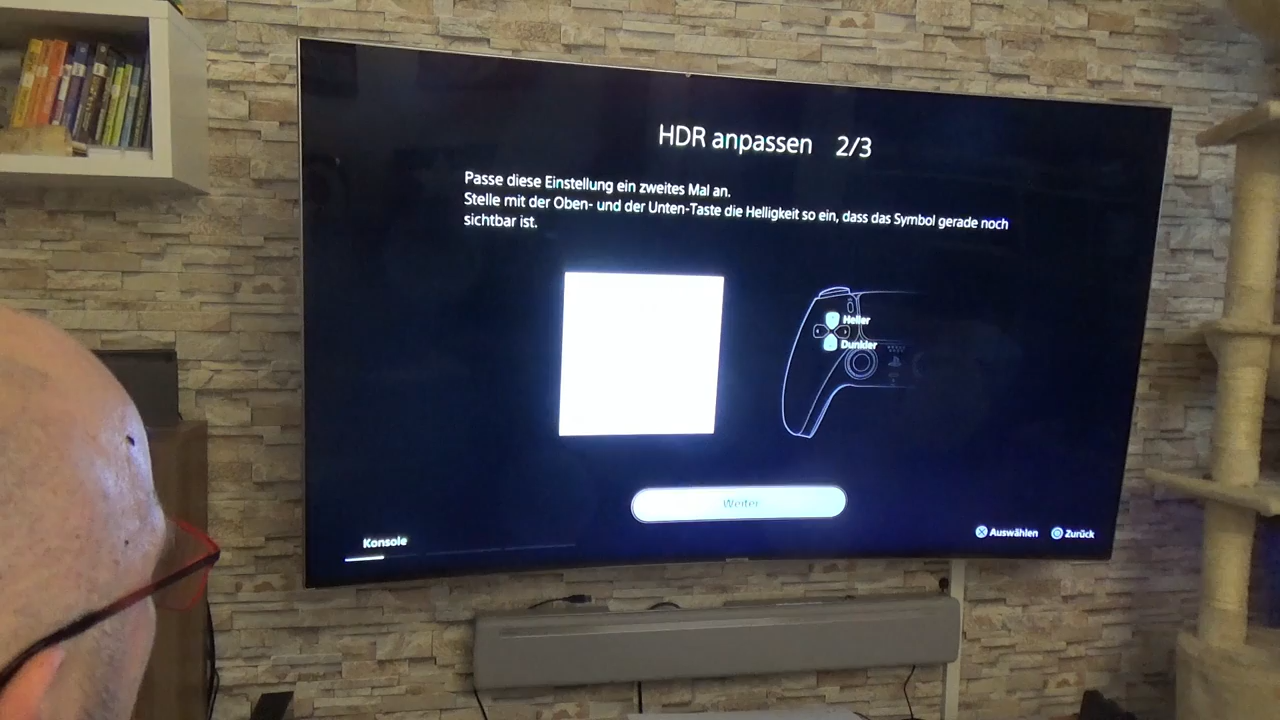 HDR anpassen 2/3
Passe diese Einstellung ein zweites Mal an.
Stelle mit der Oben- und der Unten-Taste die Helligkeit so ein, dass das Symbol gerade noch
sichtbar ist.
Heller
Dunkler
Weiter
Konsole
Auswählen
Zurück